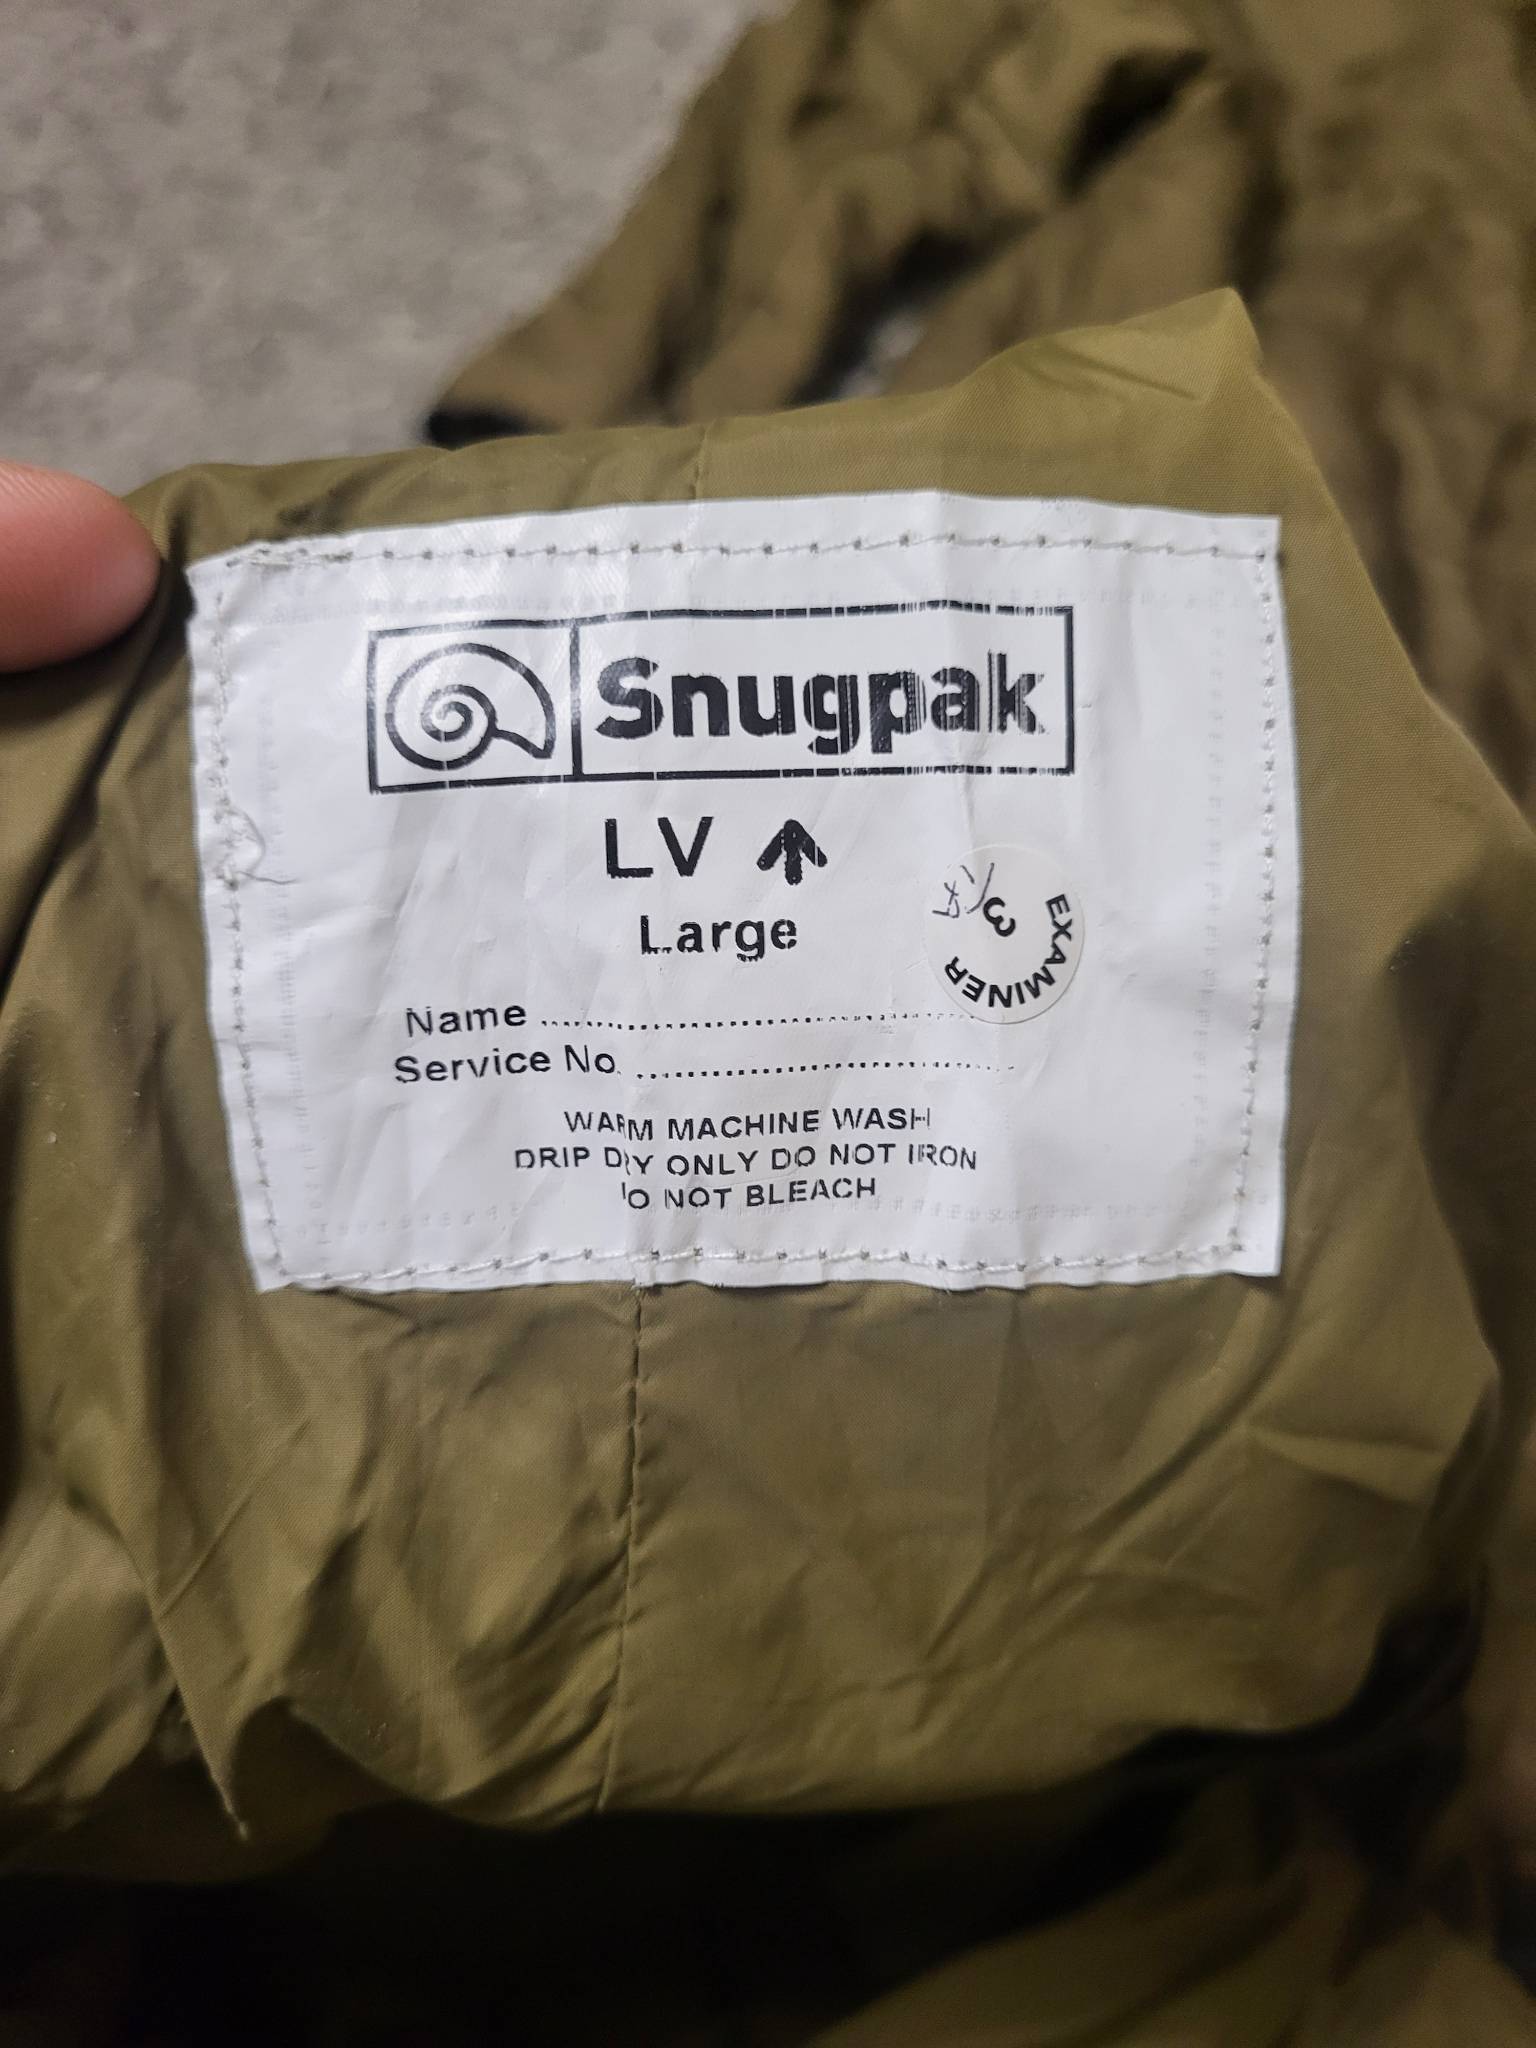 Snugpak
LV
Large
EXAMINER
3
Name
Service No.
WARM MACHINE WASH
DRIP DRY ONLY DO NOT IRON
DO NOT BLEACH